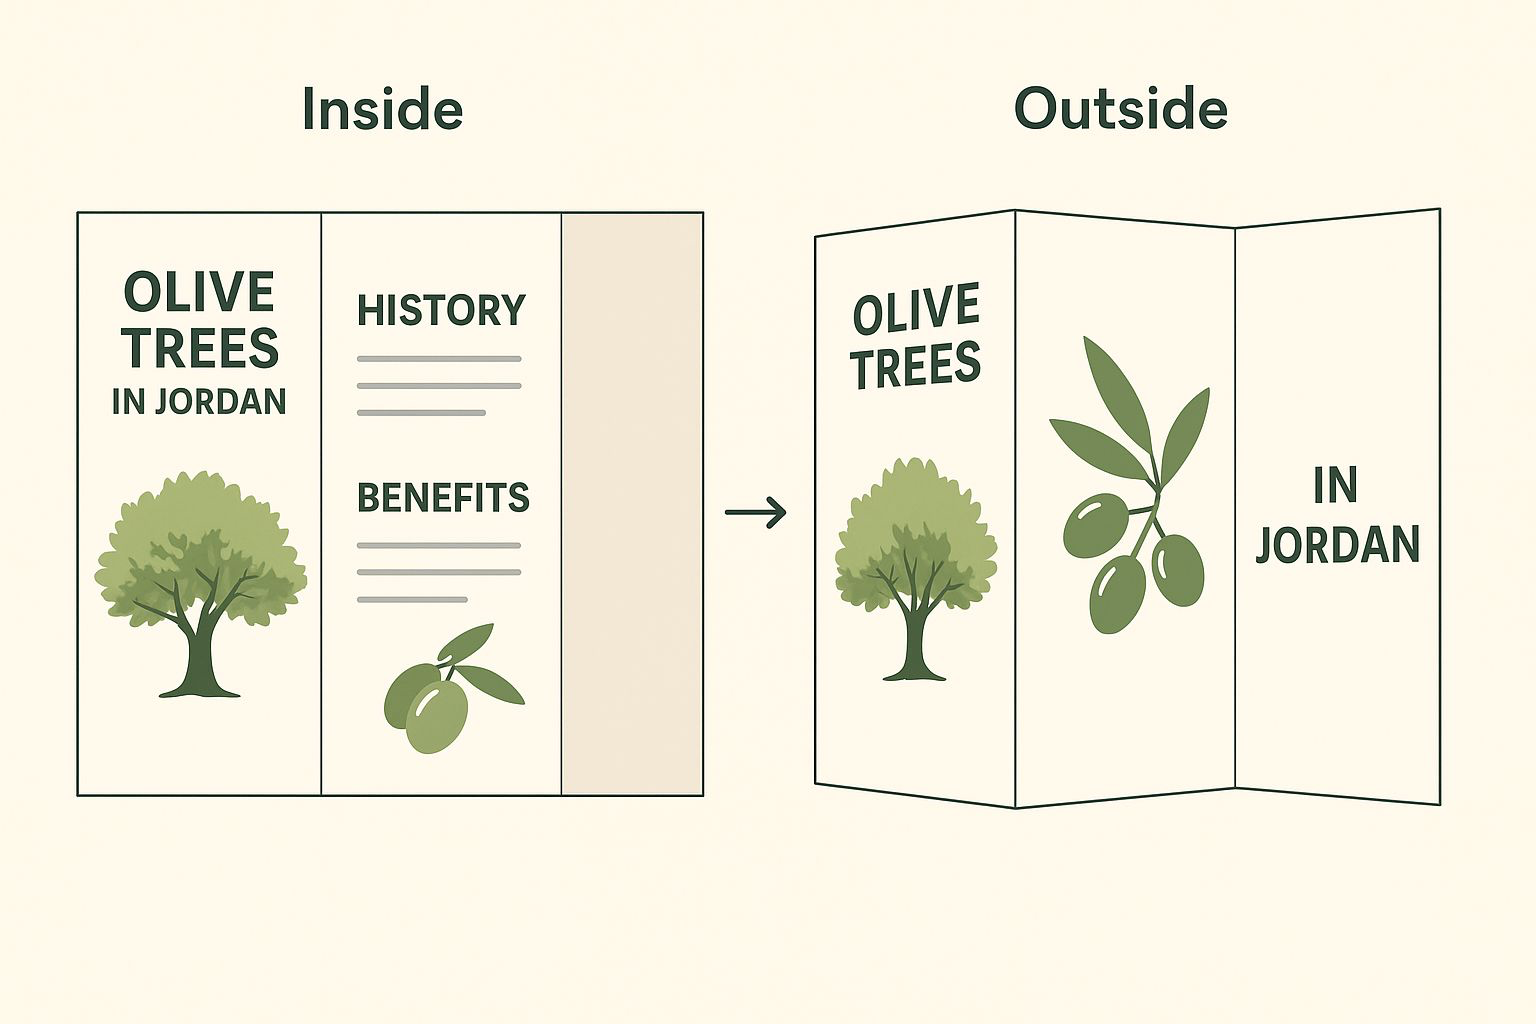 Inside
OLIVE
TREES
IN JORDAN
HISTORY
BENEFITS
Outside
OLIVE
TREES
IN
JORDAN